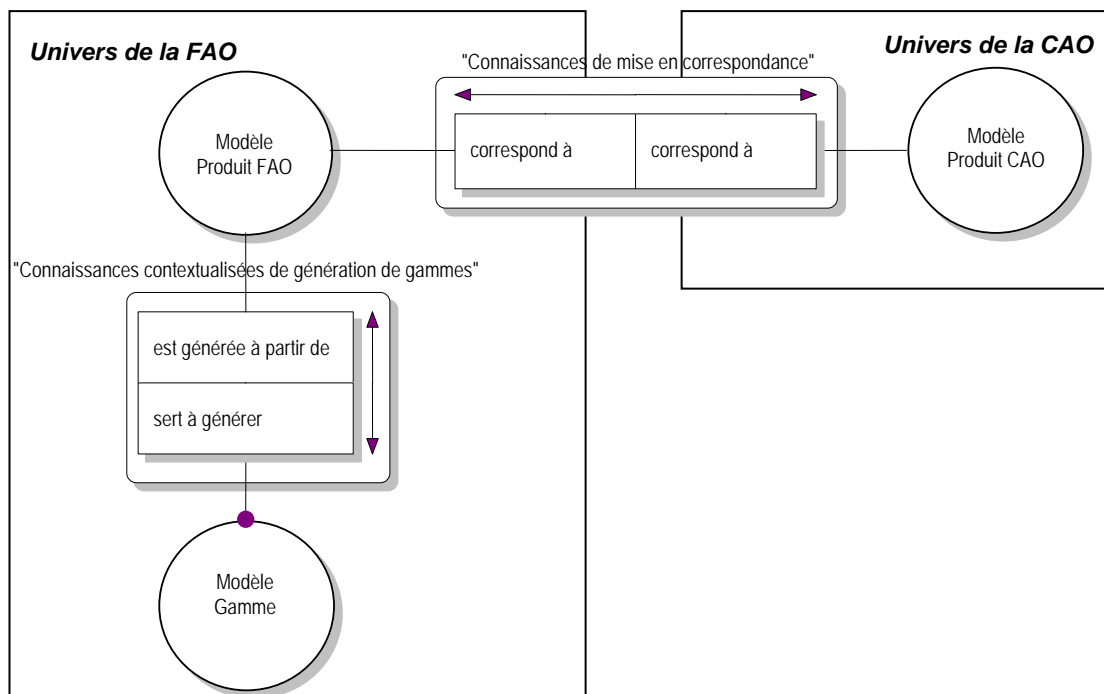 Univers de la FAO
Univers de la CAO
"Connaissances de mise en correspondance"
Modèle
Produit FAO
correspond à
correspond à
Modèle
Produit CAO
"Connaissances contextualisées de génération de gammes"
est générée à partir de
sert à générer
Modèle
Gamme